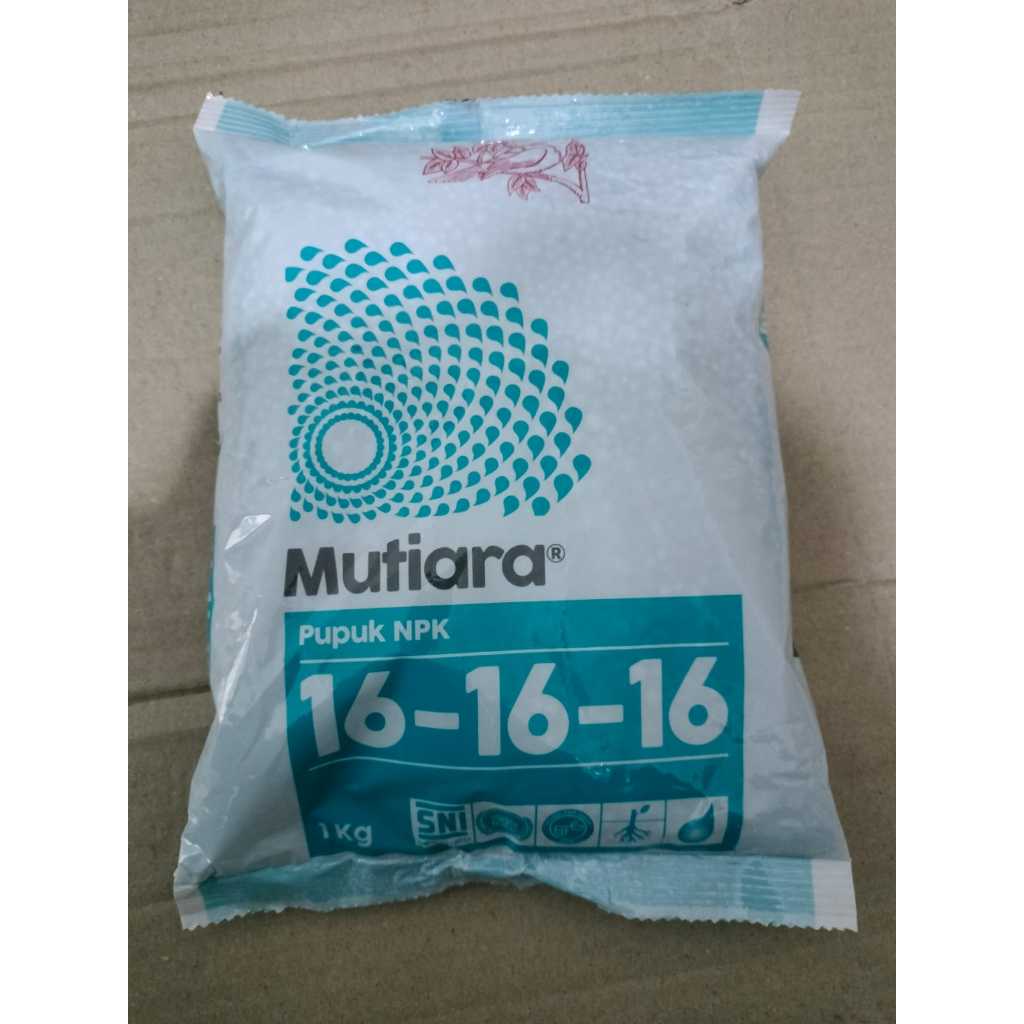 Mutiara®
Pupuk NPK
16-16-16
1 Kg
SNI